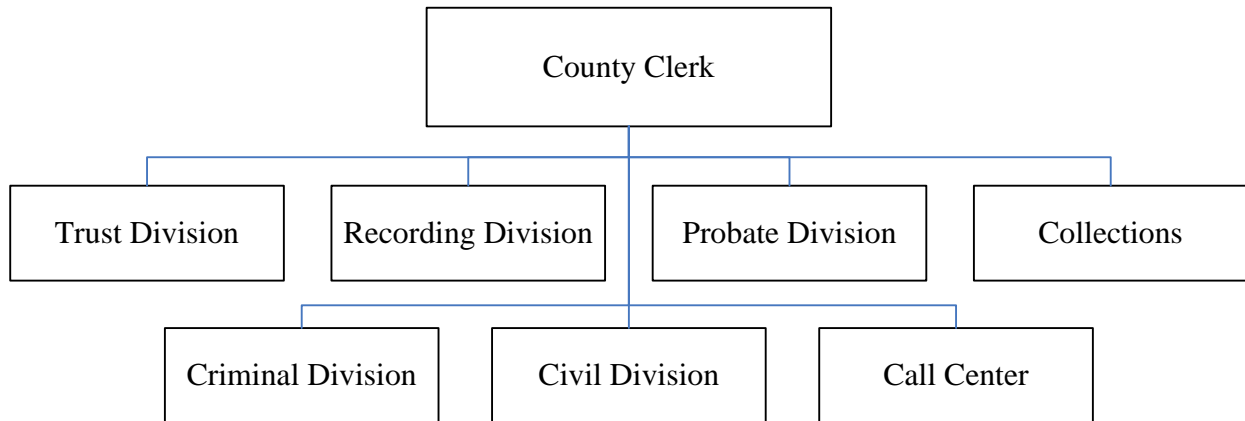 County Clerk
Trust Division
Recording Division
Probate Division
Collections
Criminal Division
Civil Division
Call Center